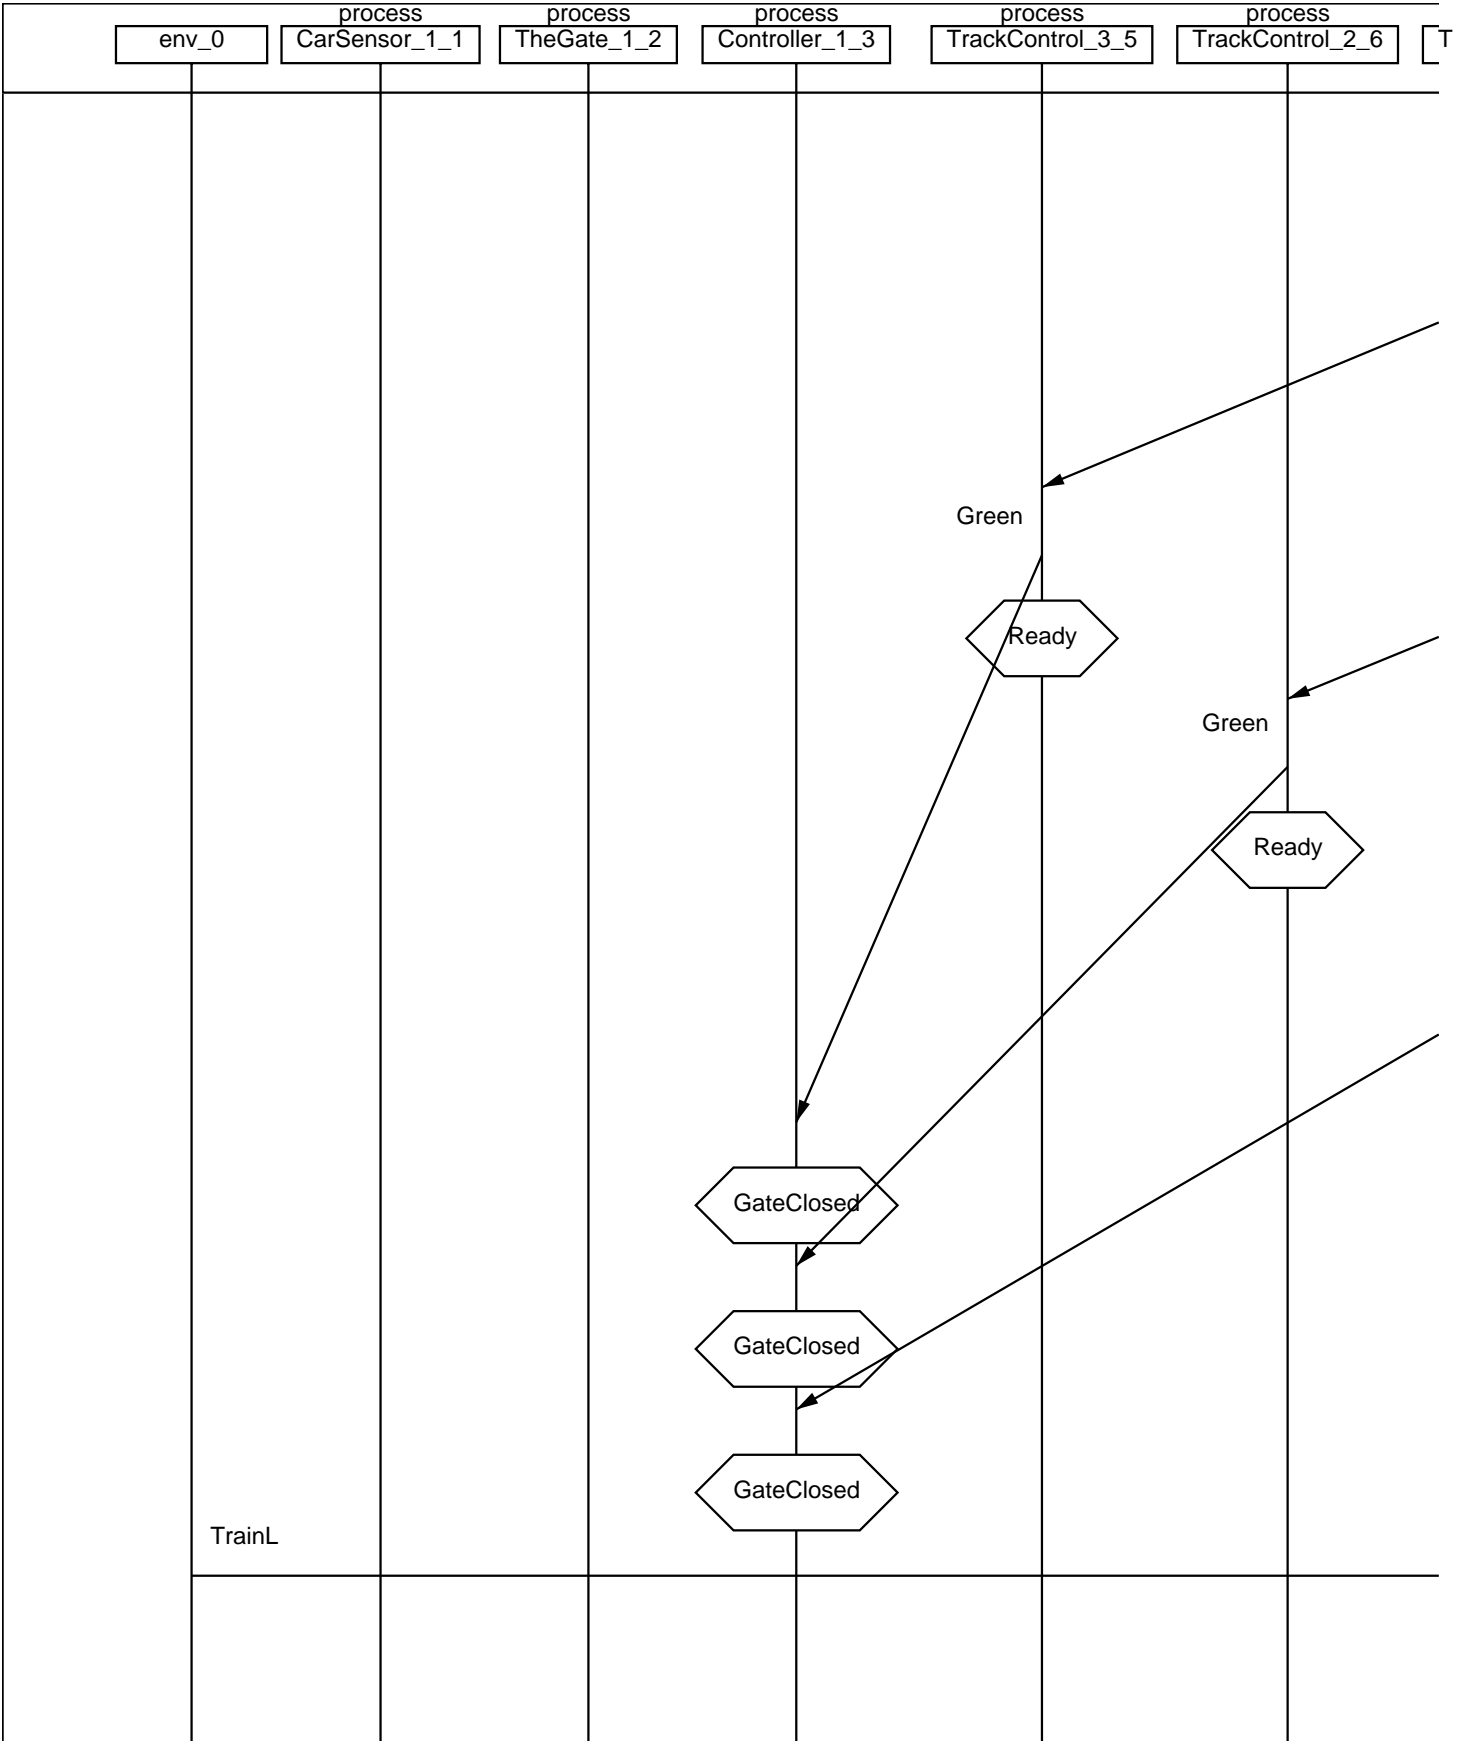 process process process process process
env_0 CarSensor_1_1 TheGate_1_2 Controller_1_3 TrackControl_3_5 TrackControl_2_6 T
Green
Ready
Green
Ready
GateClosed
GateClosed
GateClosed
TrainL